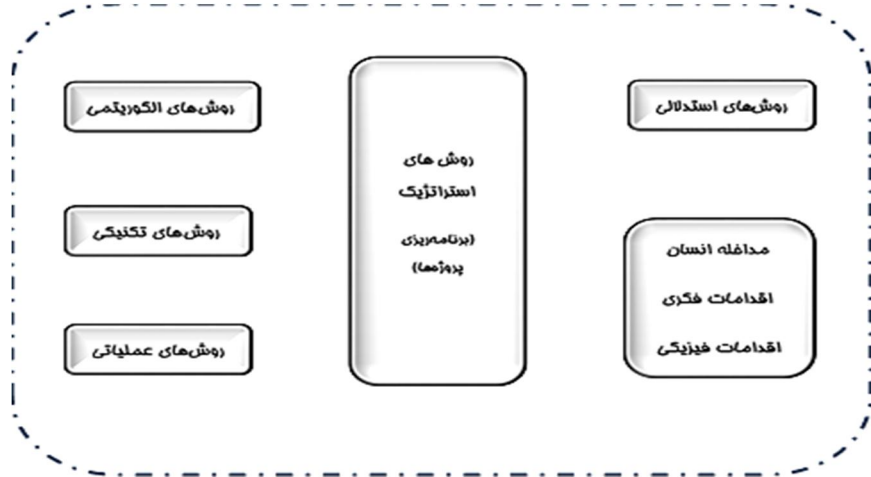 روش‌های استدلالی
مداخله انسان
اقدامات فکری
اقدامات فیزیکی
روش های
استراتژیک
(برنامه‌ریزی
پروژه‌ها)
روش‌های الگوریتمی
روش‌های تکنیکی
روش‌های عملیاتی